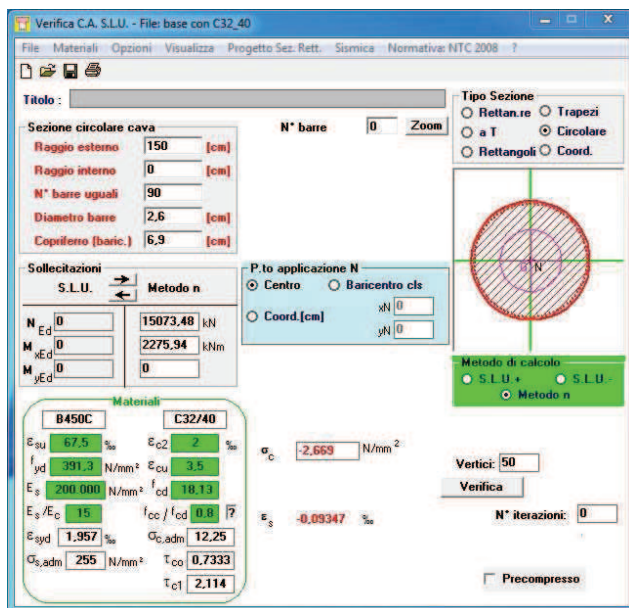 Verifica C.A. S.L.U. - File: base con C32_40
File Materiali Opzioni Visualizza Progetto Sez. Rett. Sismica Normativa: NTC 2008 ?
Titolo :
Tipo Sezione
Rettan.re Trapezi
a T Circolare
Rettangoli Coord.
Sezione circolare cava
N° barre 0 Zoom
Raggio esterno 150 [cm]
Raggio interno 0 [cm]
N° barre uguali 90
Diametro barre 2,6 [cm]
Copriferro (baric.) 6,9 [cm]
N
Sollecitazioni
S.L.U. Metodo n
N Ed 0 15073,48 kN
M xEd 0 2275,94 kNm
M yEd 0 0
P.to applicazione N
Centro Baricentro cls
Coord.[cm]
xN 0
yN 0
Metodo di calcolo
S.L.U.+ S.L.U.-
Metodo n
Materiali
B450C C32/40
εsu 67,5 ‰ εc2 2 ‰
fyd 391,3 N/mm² εcu 3,5
Es 200.000 N/mm² fcd 18,13
Es/Ec 15 fcc / fcd 0,8 ?
εsyd 1,957 ‰ σc,adm 12,25
σs,adm 255 N/mm² τco 0,7333
τc1 2,114
σc -2,669 N/mm²
εs -0,09347 ‰
Vertici: 50
Verifica
N° iterazioni: 0
Precompresso